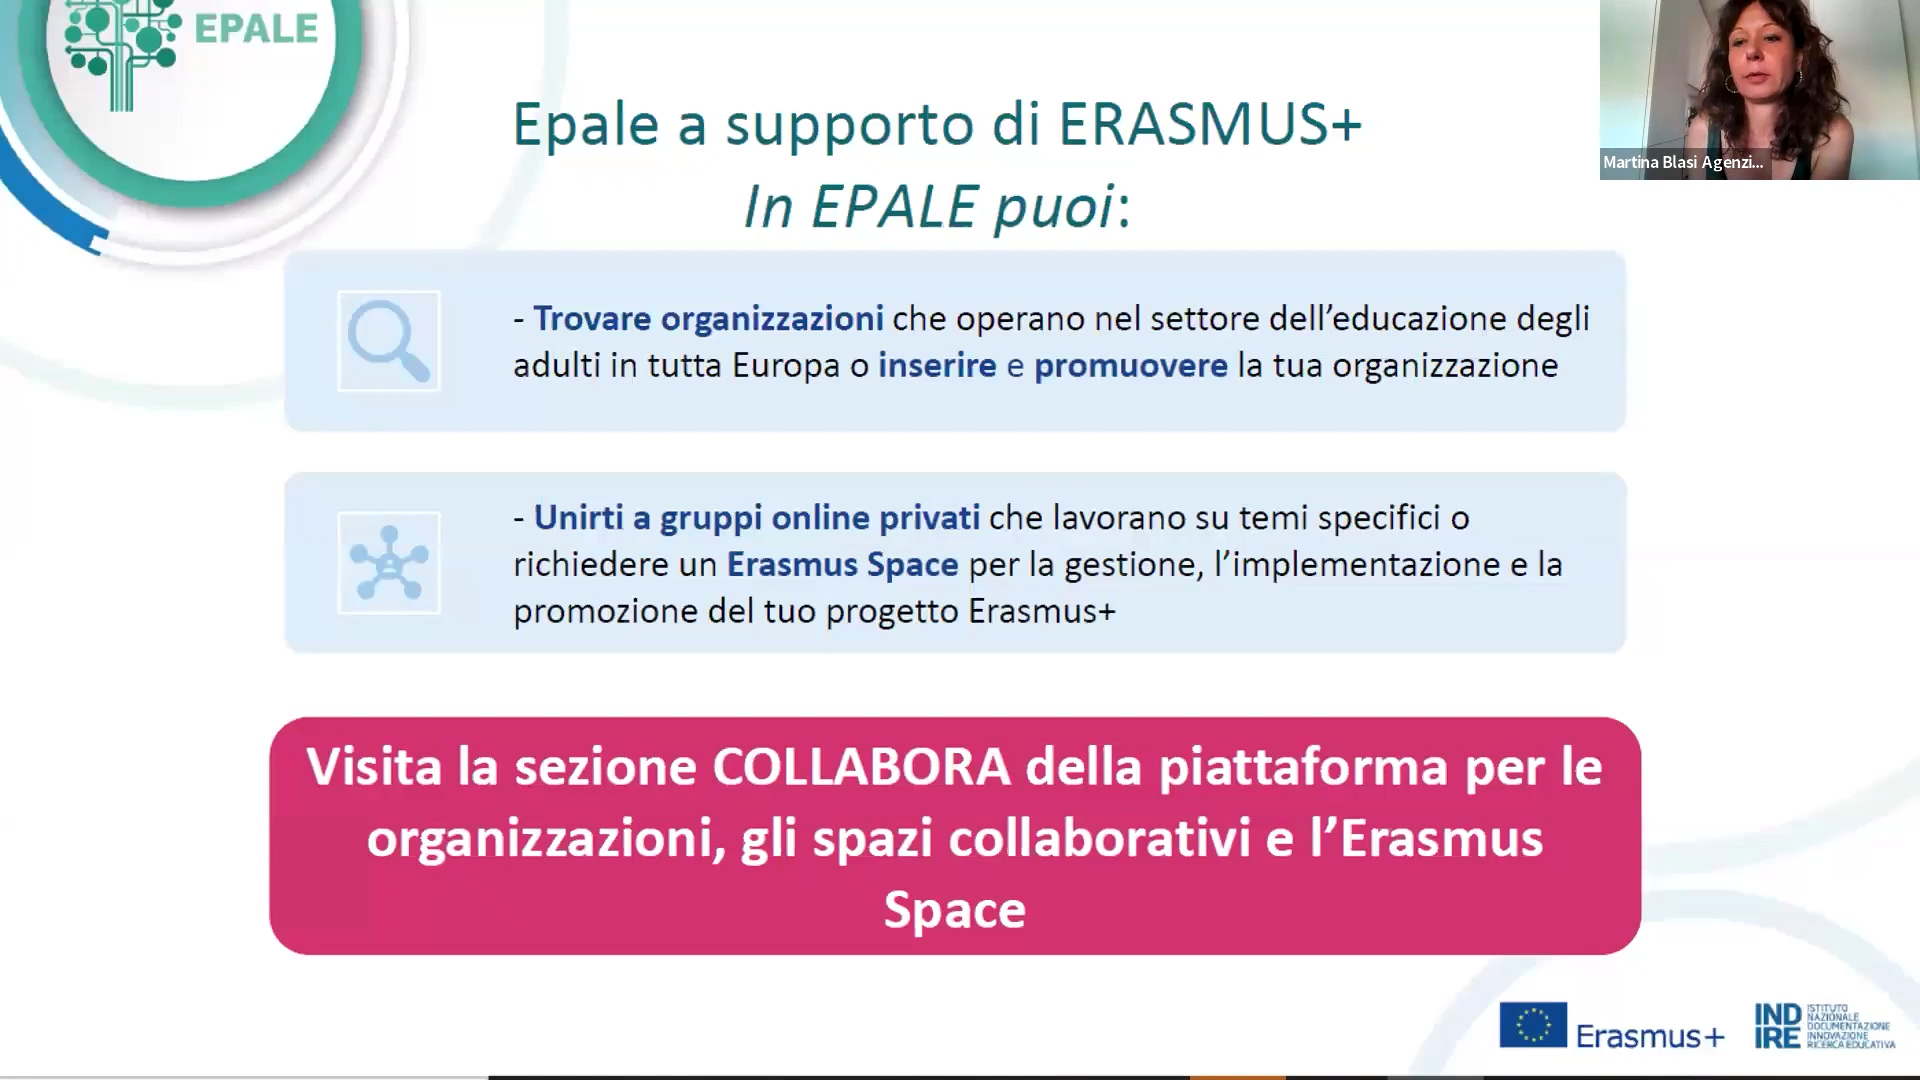 EPALE
Martina Blasi Agenzi...
Epale a supporto di ERASMUS+
In EPALE puoi:
- Trovare organizzazioni che operano nel settore dell’educazione degli
adulti in tutta Europa o inserire e promuovere la tua organizzazione
- Unirti a gruppi online privati che lavorano su temi specifici o
richiedere un Erasmus Space per la gestione, l’implementazione e la
promozione del tuo progetto Erasmus+
Visita la sezione COLLABORA della piattaforma per le
organizzazioni, gli spazi collaborativi e l’Erasmus
Space
Erasmus+
IND
IRE
ISTITUTO
NAZIONALE
DOCUMENTAZIONE
INNOVAZIONE
RICERCA EDUCATIVA